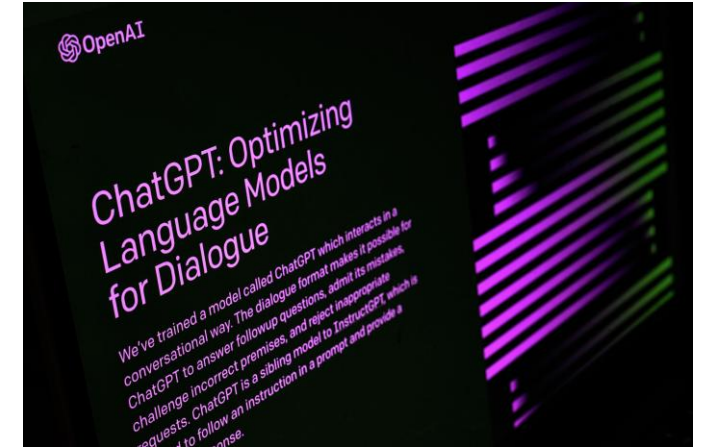 OpenAI
ChatGPT: Optimizing
Language Models
for Dialogue
We've trained a model called ChatGPT which interacts in a
conversational way. The dialogue format makes it possible for
ChatGPT to answer followup questions, admit its mistakes,
challenge incorrect premises, and reject inappropriate
requests. ChatGPT is a sibling model to InstructGPT, which is
to follow an instruction in a prompt and provide a